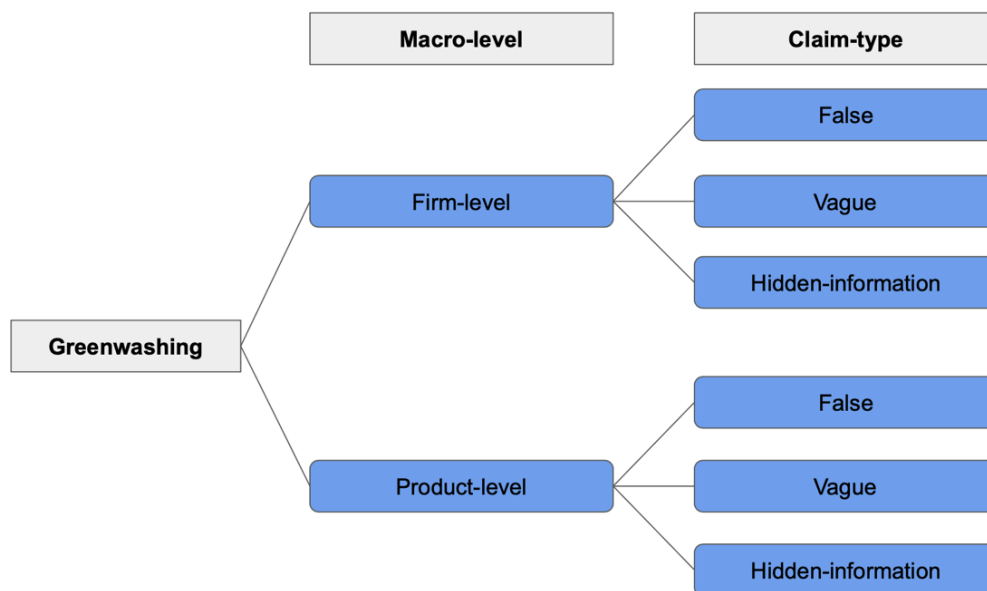 Macro-level
Claim-type
False
Firm-level
Vague
Hidden-information
Greenwashing
False
Product-level
Vague
Hidden-information